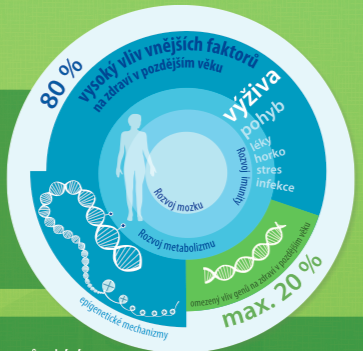 80 %
vysoký vliv vnějších faktorů
na zdraví v pozdějším věku
výživa
pohyb
léky
horko
stres
infekce
Rozvoj imunity
Rozvoj mozku
Rozvoj metabolizmu
epigenetické mechanizmy
omezený vliv genů na zdraví v pozdějším věku
max. 20 %